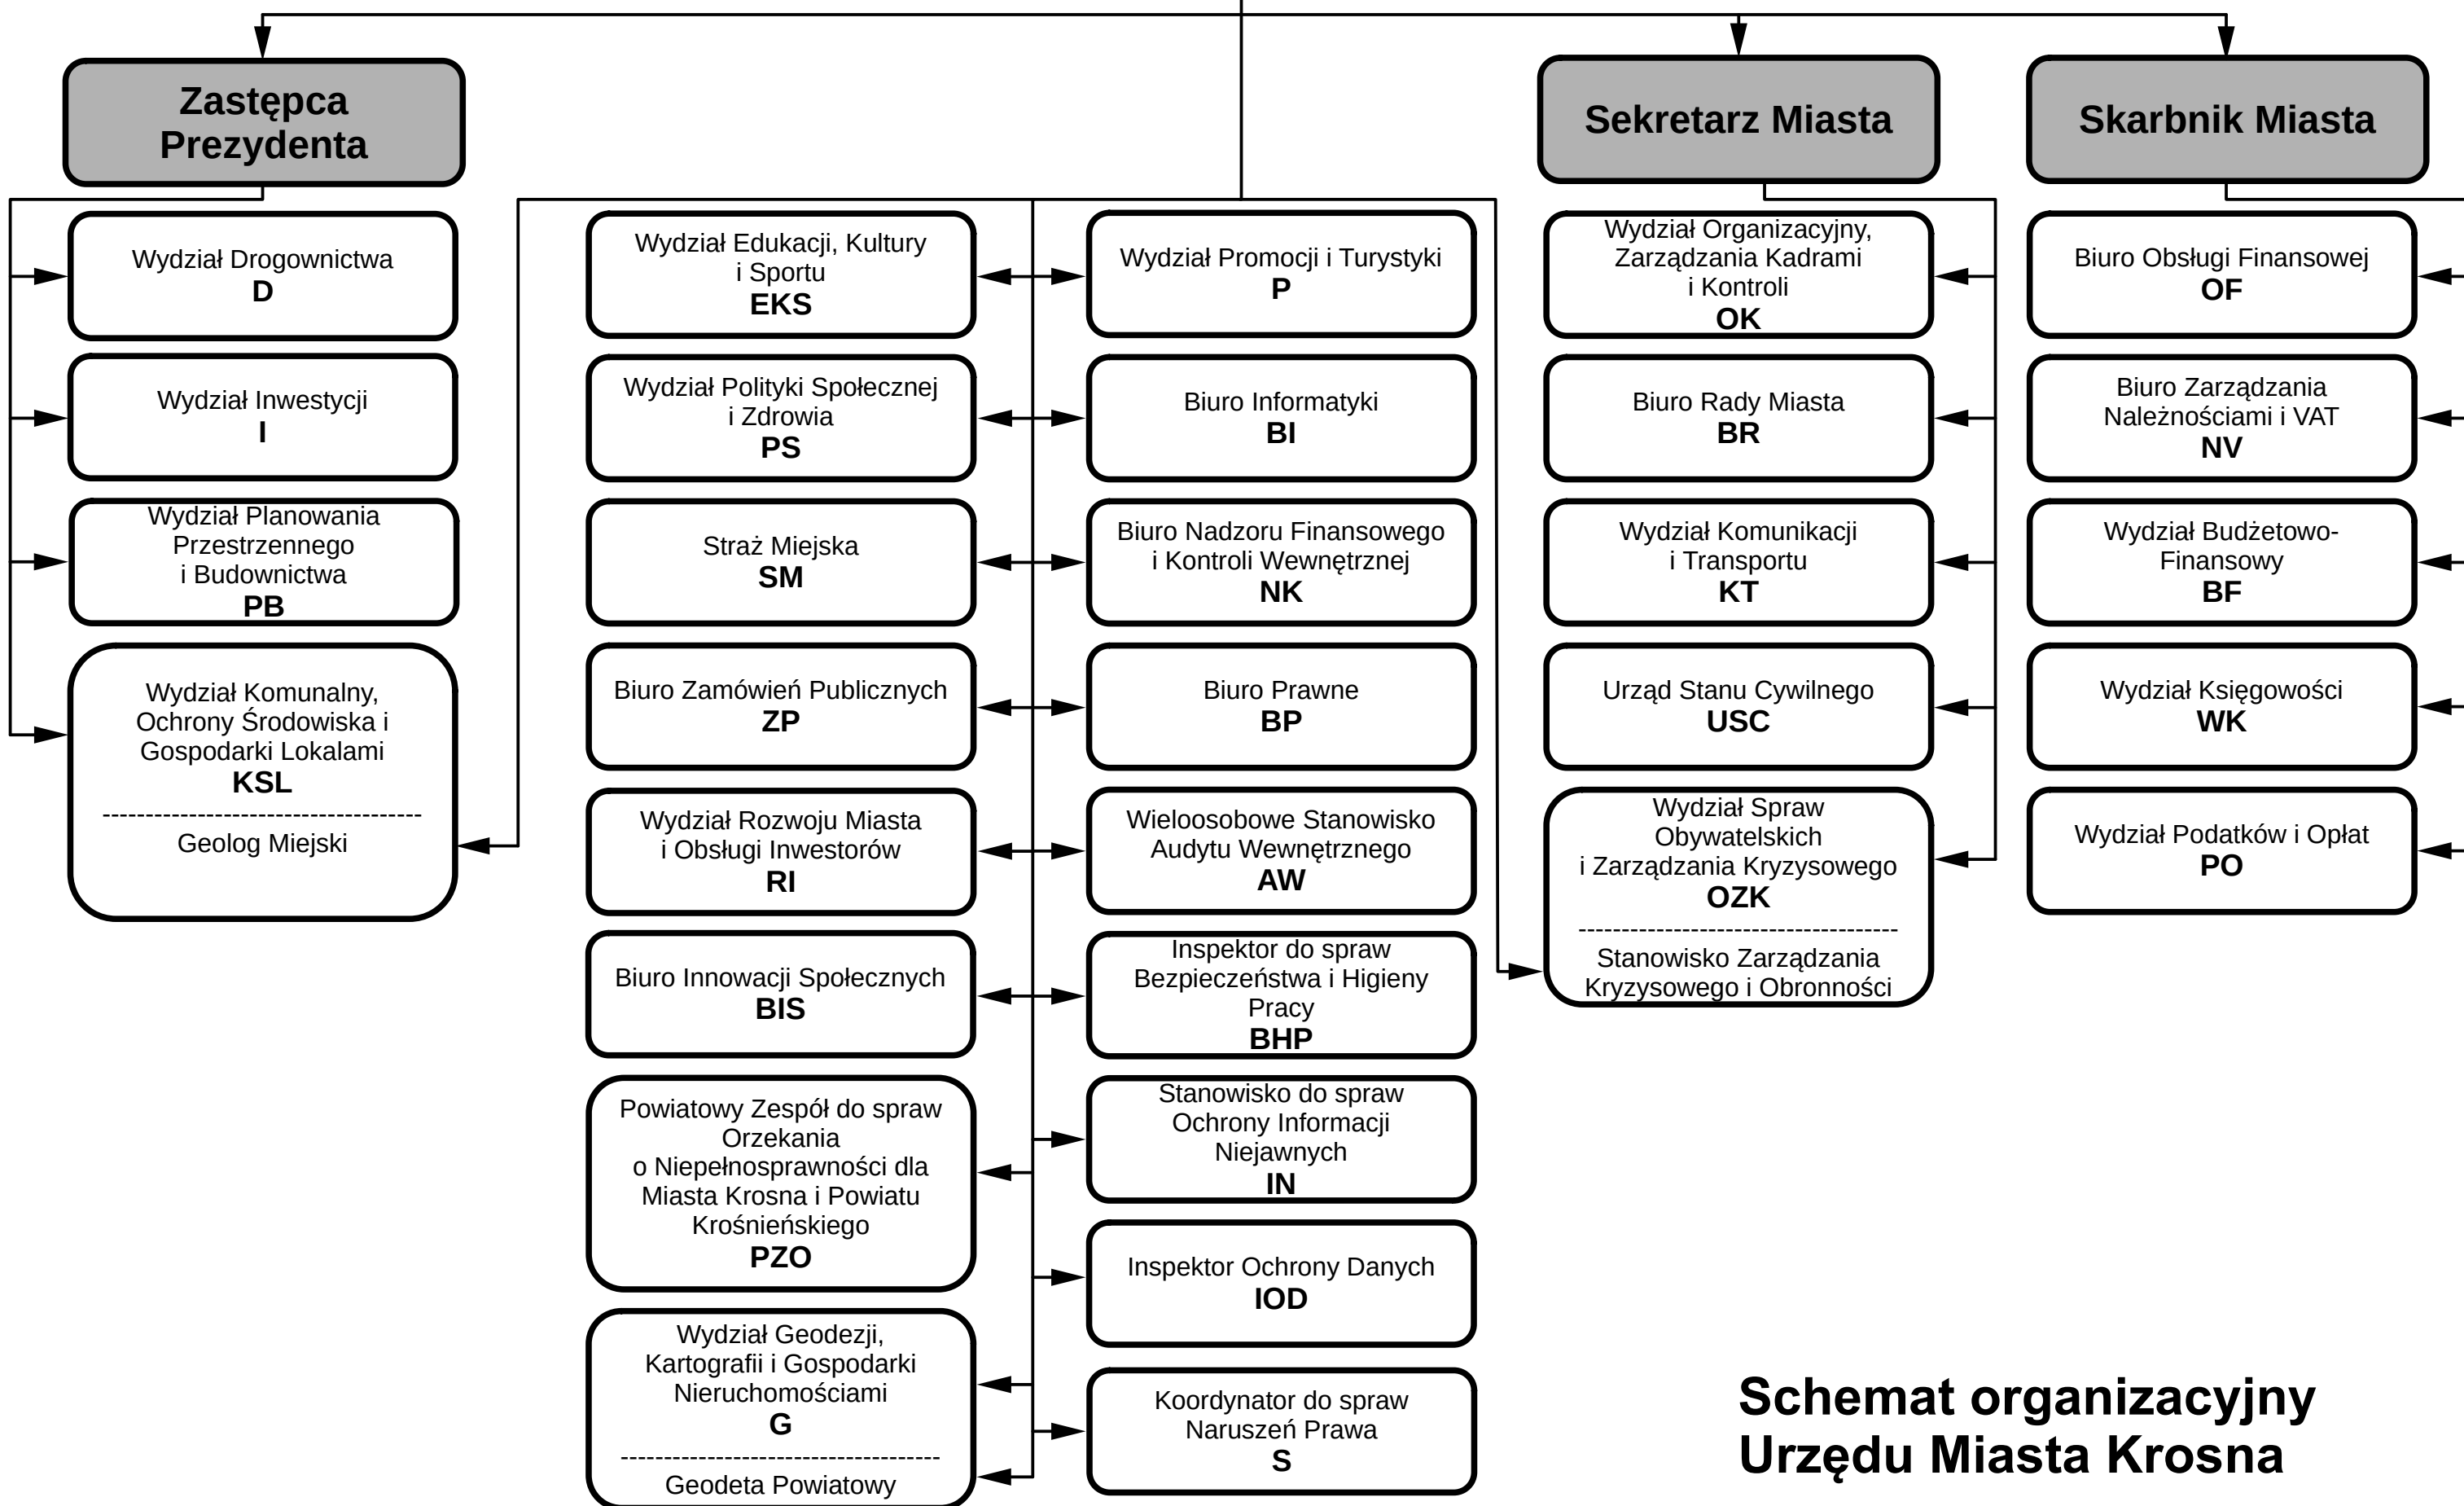 Zastępca
Prezydenta
Sekretarz Miasta
Skarbnik Miasta
Wydział Drogownictwa
D
Wydział Inwestycji
I
Wydział Planowania
Przestrzennego
i Budownictwa
PB
Wydział Komunalny,
Ochrony Środowiska i
Gospodarki Lokalami
KSL
-------------------------------------
Geolog Miejski
Wydział Edukacji, Kultury
i Sportu
EKS
Wydział Polityki Społecznej
i Zdrowia
PS
Straż Miejska
SM
Biuro Zamówień Publicznych
ZP
Wydział Rozwoju Miasta
i Obsługi Inwestorów
RI
Biuro Innowacji Społecznych
BIS
Powiatowy Zespół do spraw
Orzekania
o Niepełnosprawności dla
Miasta Krosna i Powiatu
Krośnieńskiego
PZO
Wydział Geodezji,
Kartografii i Gospodarki
Nieruchomościami
G
-------------------------------------
Geodeta Powiatowy
Wydział Promocji i Turystyki
P
Biuro Informatyki
BI
Biuro Nadzoru Finansowego
i Kontroli Wewnętrznej
NK
Biuro Prawne
BP
Wieloosobowe Stanowisko
Audytu Wewnętrznego
AW
Inspektor do spraw
Bezpieczeństwa i Higieny
Pracy
BHP
Stanowisko do spraw
Ochrony Informacji
Niejawnych
IN
Inspektor Ochrony Danych
IOD
Koordynator do spraw
Naruszeń Prawa
S
Wydział Organizacyjny,
Zarządzania Kadrami
i Kontroli
OK
Biuro Rady Miasta
BR
Wydział Komunikacji
i Transportu
KT
Urząd Stanu Cywilnego
USC
Wydział Spraw
Obywatelskich
i Zarządzania Kryzysowego
OZK
-------------------------------------
Stanowisko Zarządzania
Kryzysowego i Obronności
Biuro Obsługi Finansowej
OF
Biuro Zarządzania
Należnościami i VAT
NV
Wydział Budżetowo-
Finansowy
BF
Wydział Księgowości
WK
Wydział Podatków i Opłat
PO
Schemat organizacyjny
Urzędu Miasta Krosna